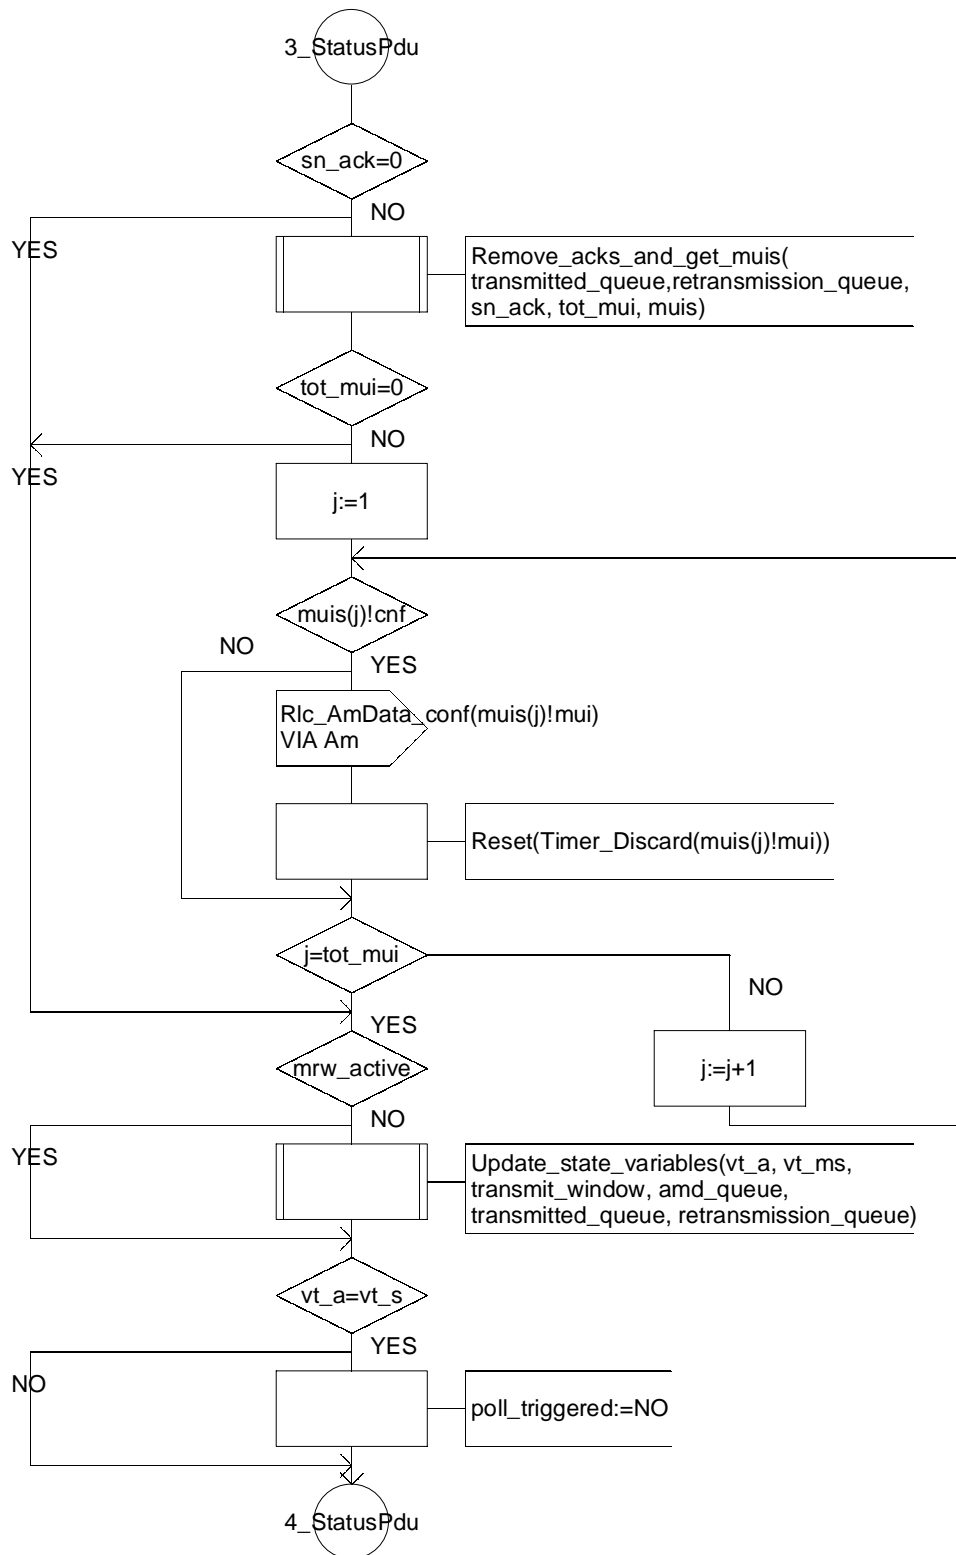 3_StatusPdu
sn_ack=0
NO
YES
Remove_acks_and_get_muis(
transmitted_queue,retransmission_queue,
sn_ack, tot_mui, muis)
tot_mui=0
NO
YES
j:=1
muis(j)!cnf
NO
YES
Rlc_AmData_conf(muis(j)!mui)
VIA Am
Reset(Timer_Discard(muis(j)!mui))
j=tot_mui
NO
YES
mrw_active
j:=j+1
NO
YES
Update_state_variables(vt_a, vt_ms,
transmit_window, amd_queue,
transmitted_queue, retransmission_queue)
vt_a=vt_s
YES
NO
poll_triggered:=NO
4_StatusPdu